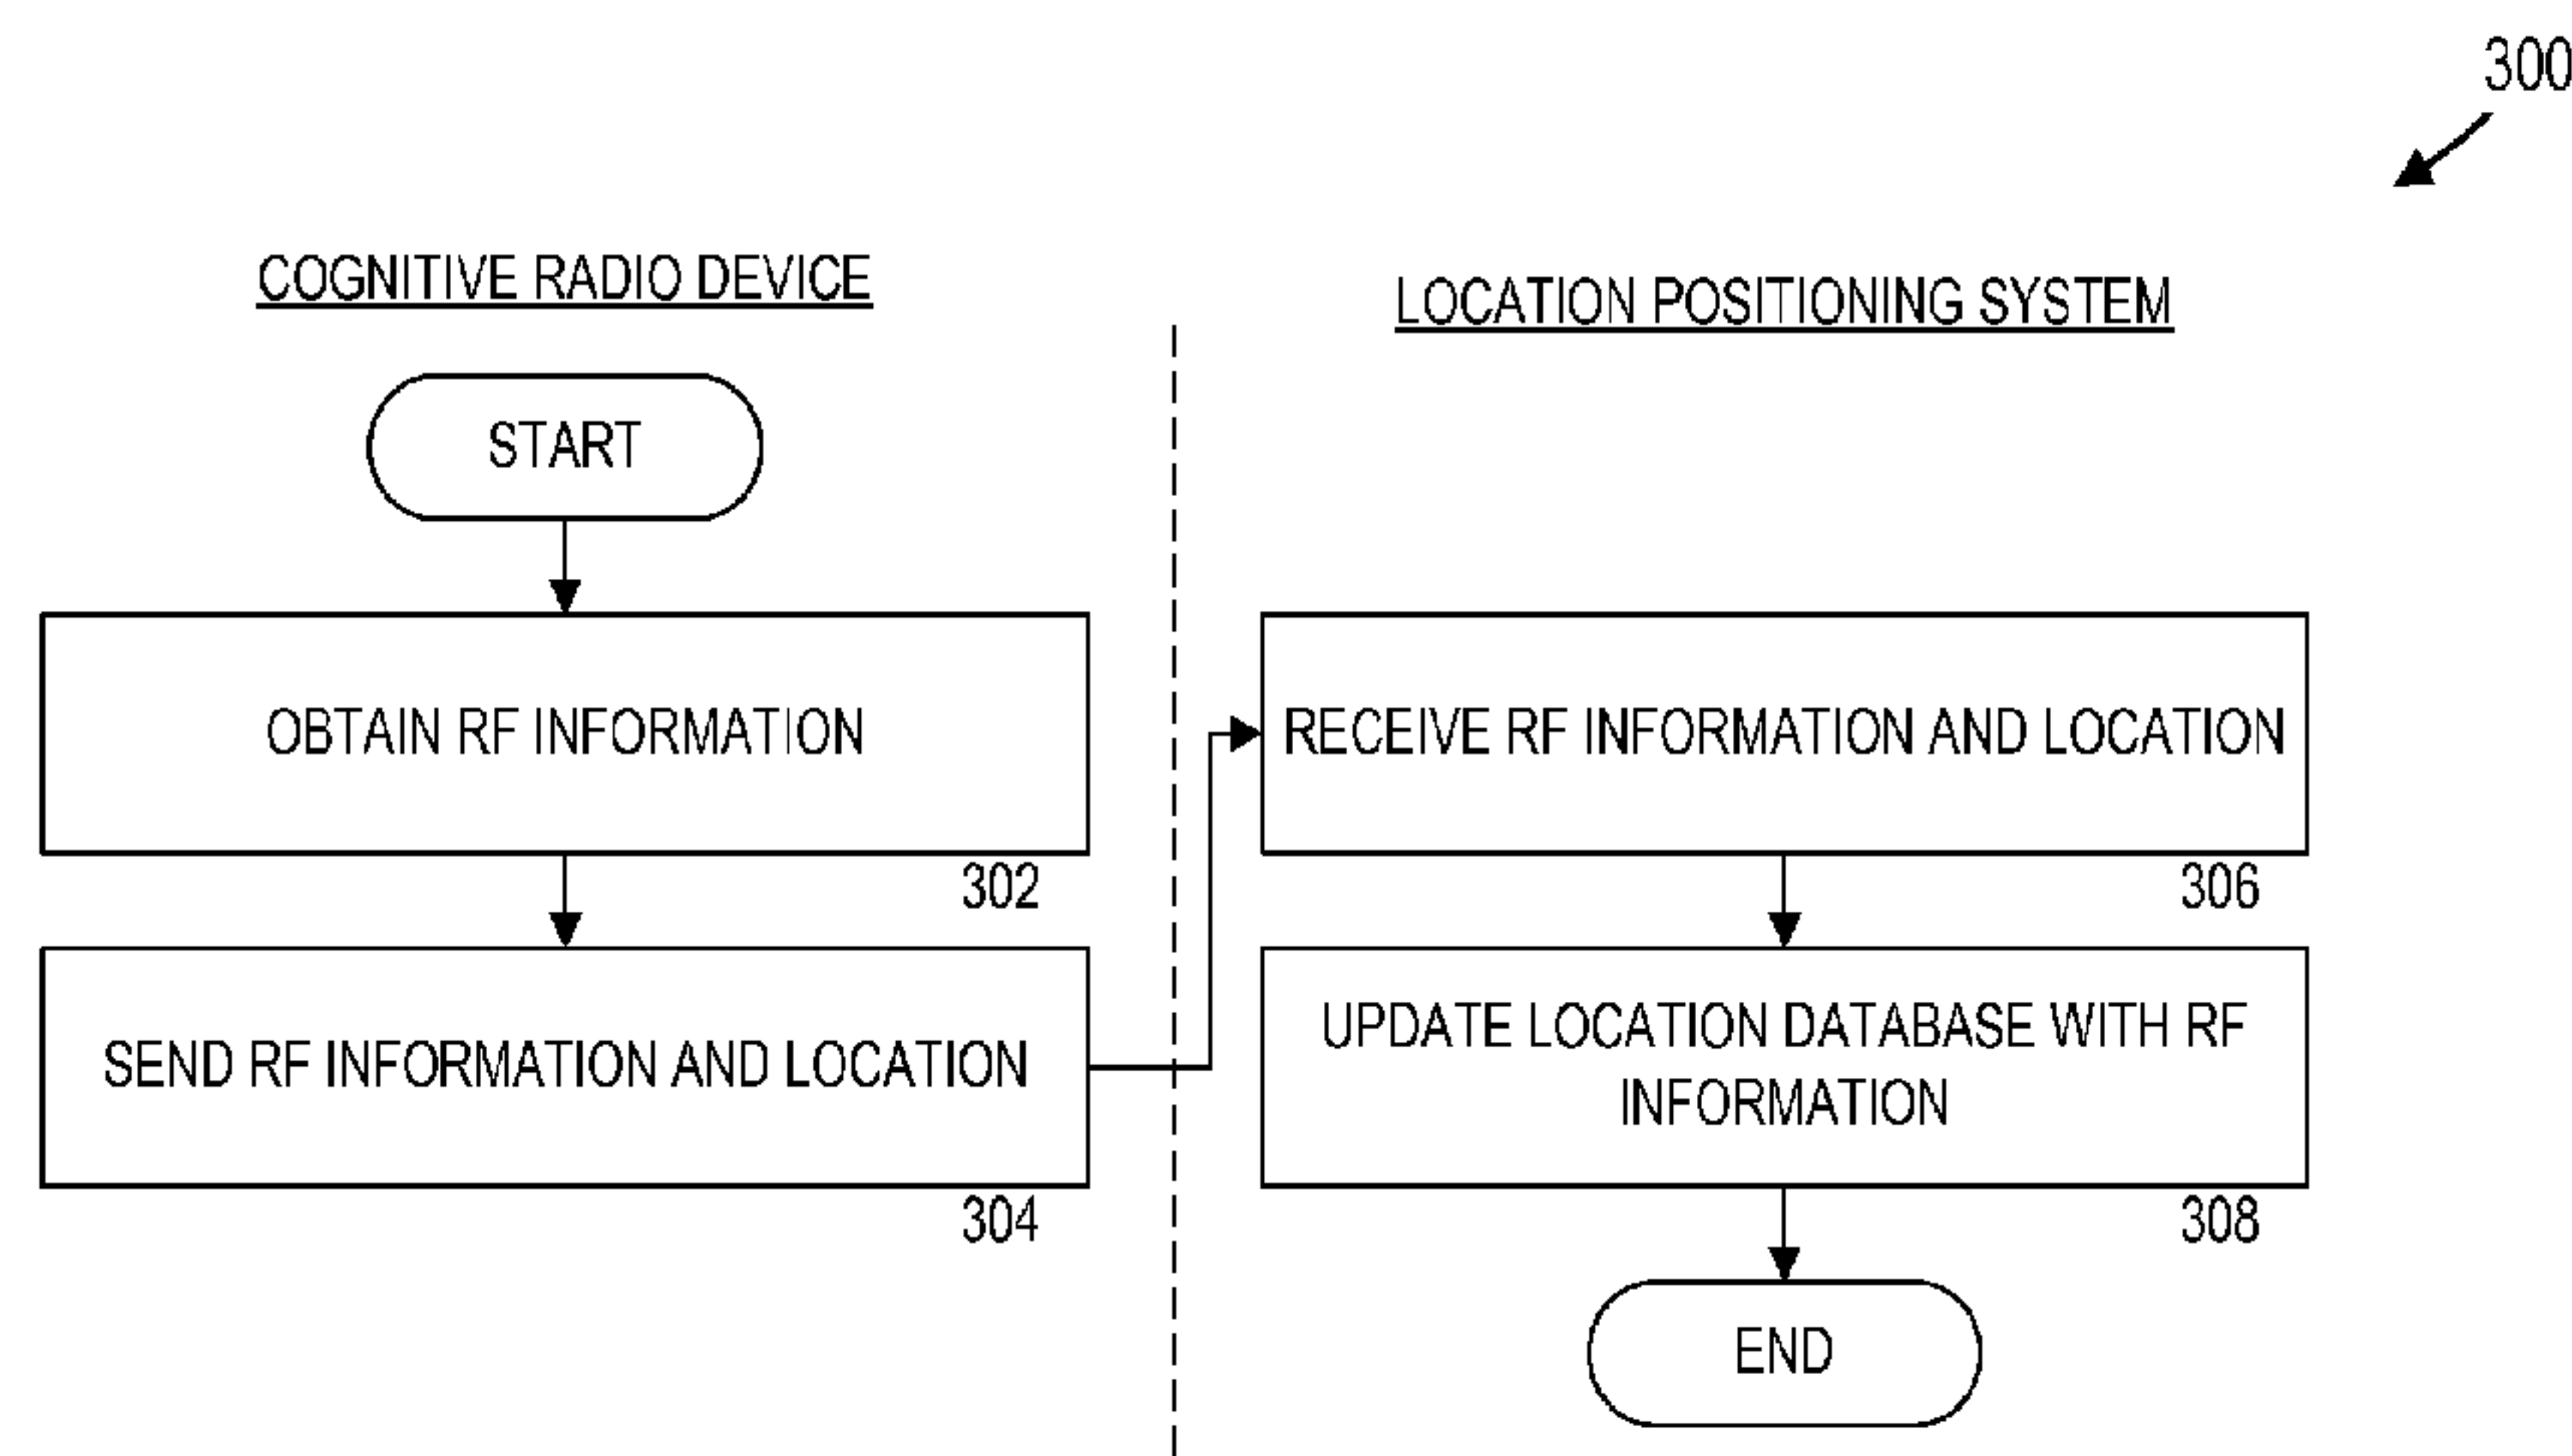 300
COGNITIVE RADIO DEVICE
START
OBTAIN RF INFORMATION
302
SEND RF INFORMATION AND LOCATION
304
LOCATION POSITIONING SYSTEM
RECEIVE RF INFORMATION AND LOCATION
306
UPDATE LOCATION DATABASE WITH RF
INFORMATION
308
END